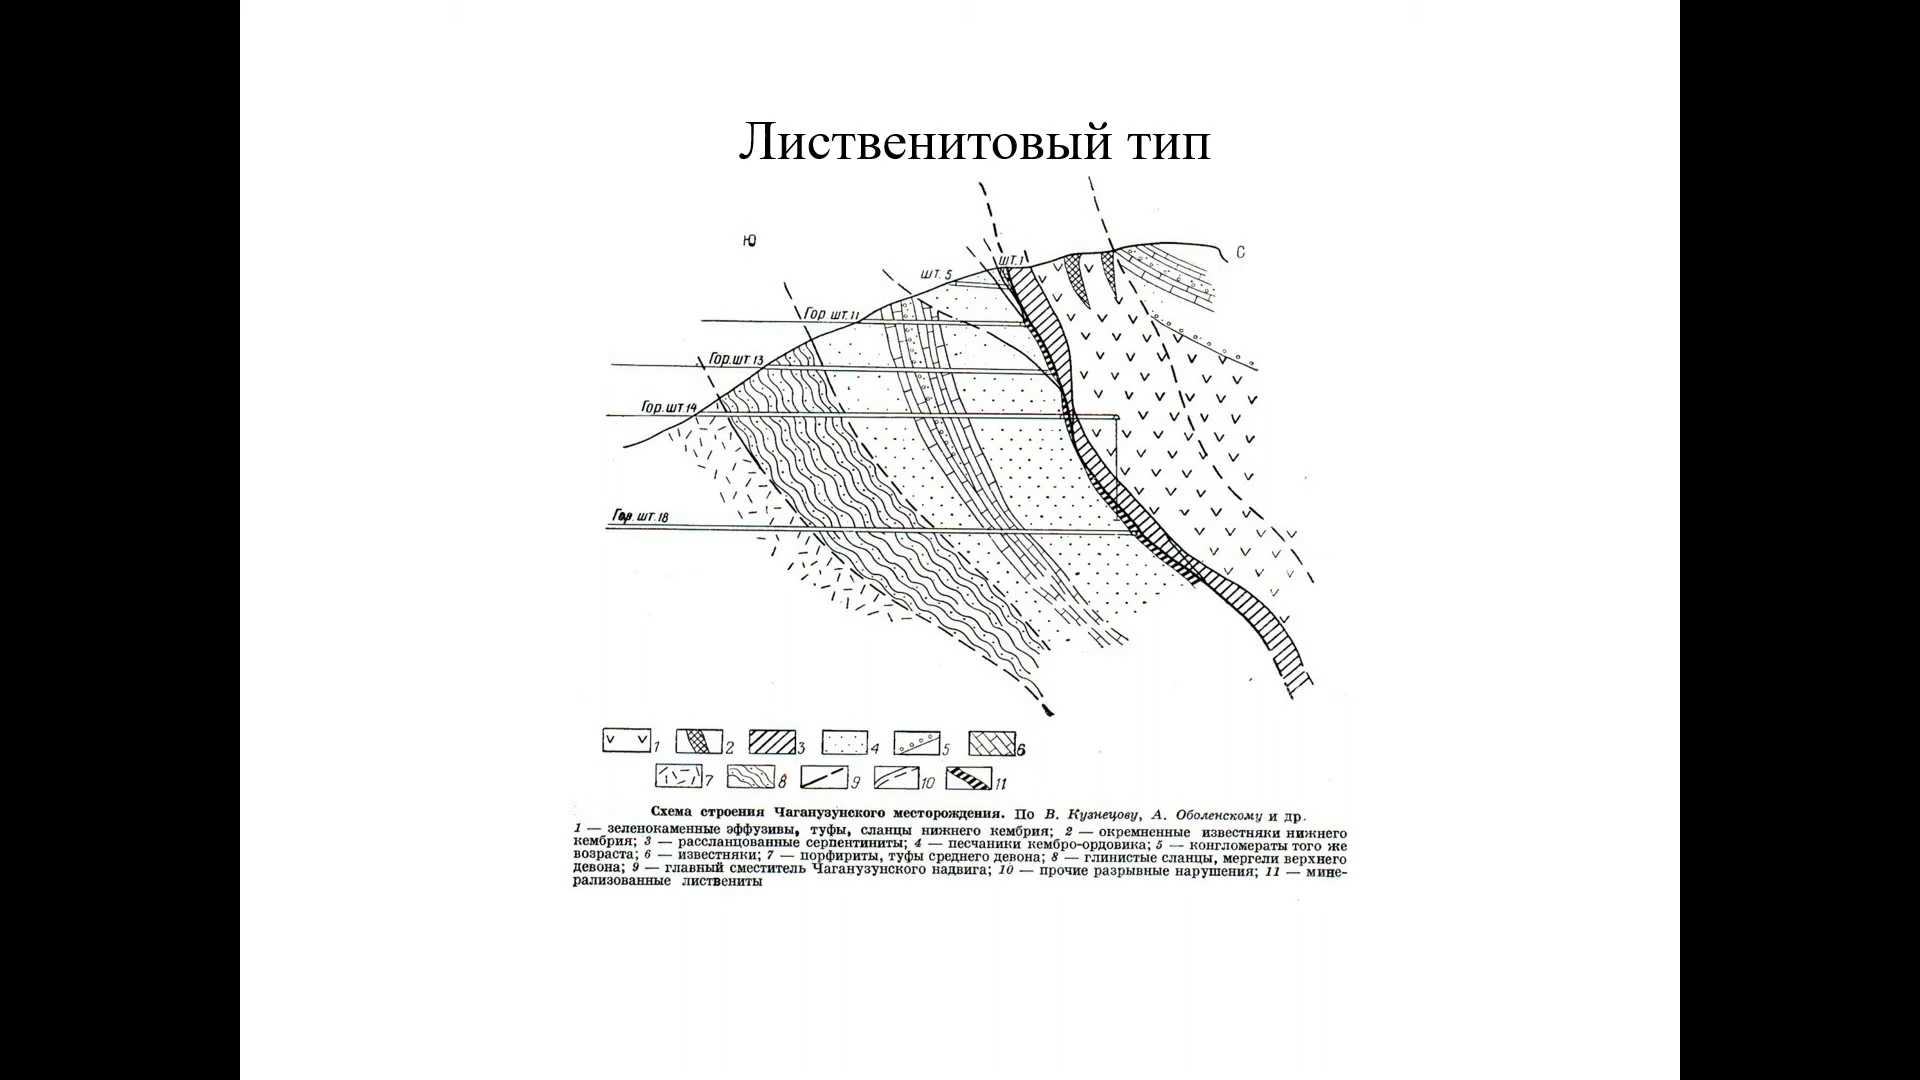 Лиственитовый тип
Ю
С
шт. 5
шт.1
Гор. шт. 11
Гор.шт 13
Гор.шт.14
Гор. шт.18
1 2 3 4 5 6
7 8 9 10 11
Схема строения Чаганузунского месторождения. По В. Кузнецову, А. Оболенскому и др.
1 — зеленокаменные эффузивы, туфы, сланцы нижнего кембрия; 2 — окремненные известняки нижнего
кембрия; 3 — рассланцованные серпентиниты; 4 — песчаники кембро-ордовика; 5 — конгломераты того же
возраста; 6 — известняки; 7 — порфириты, туфы среднего девона; 8 — глинистые сланцы, мергели верхнего
девона; 9 — главный сместитель Чаганузунского надвига; 10 — прочие разрывные нарушения; 11 — мине-
рализованные листвениты